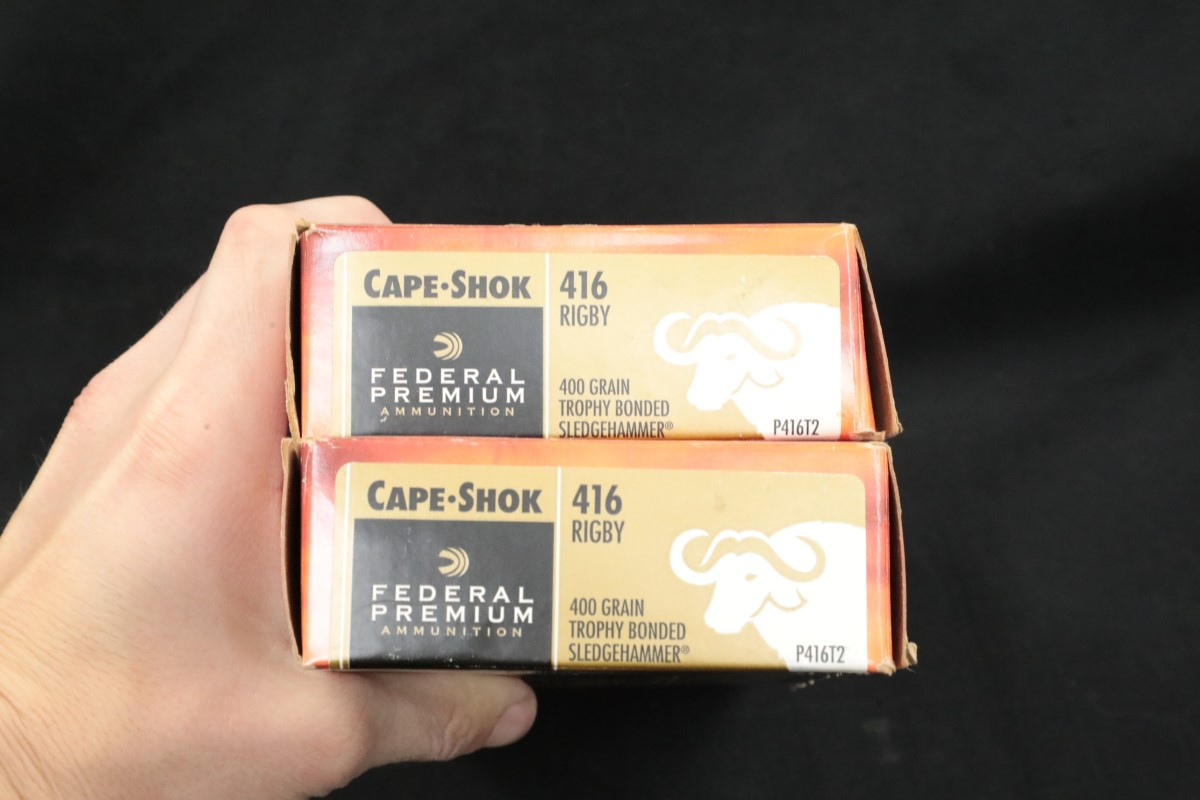 CAPE•SHOK
FEDERAL
PREMIUM
AMMUNITION
416
RIGBY
400 GRAIN
TROPHY BONDED
SLEDGEHAMMER®
P416T2
CAPE•SHOK
FEDERAL
PREMIUM
AMMUNITION
416
RIGBY
400 GRAIN
TROPHY BONDED
SLEDGEHAMMER®
P416T2